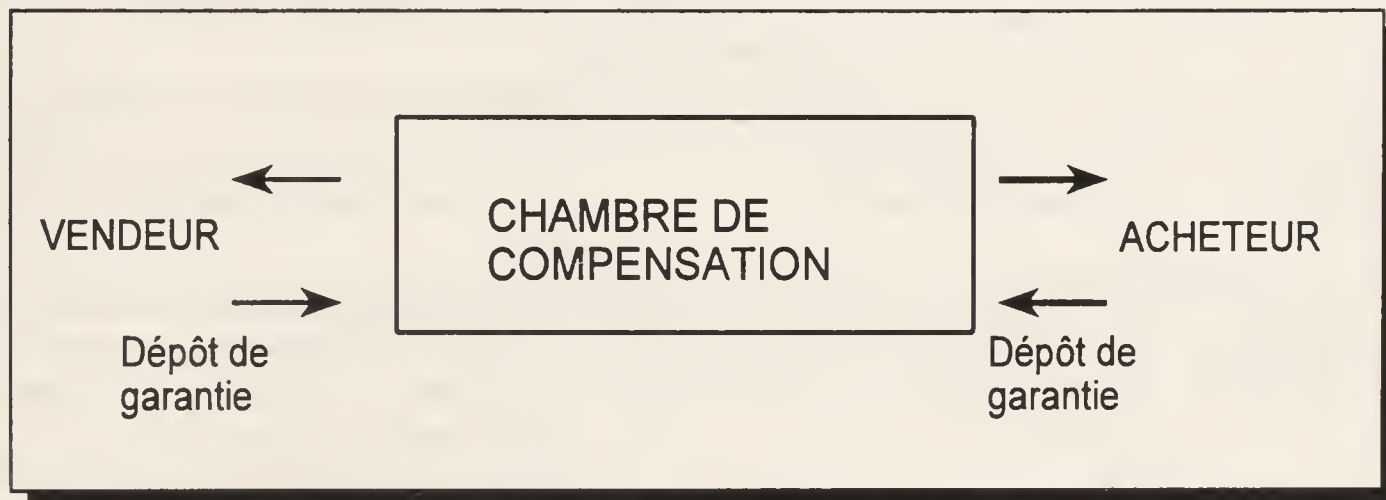 VENDEUR
CHAMBRE DE
COMPENSATION
ACHETEUR
Dépôt de
garantie
Dépôt de
garantie